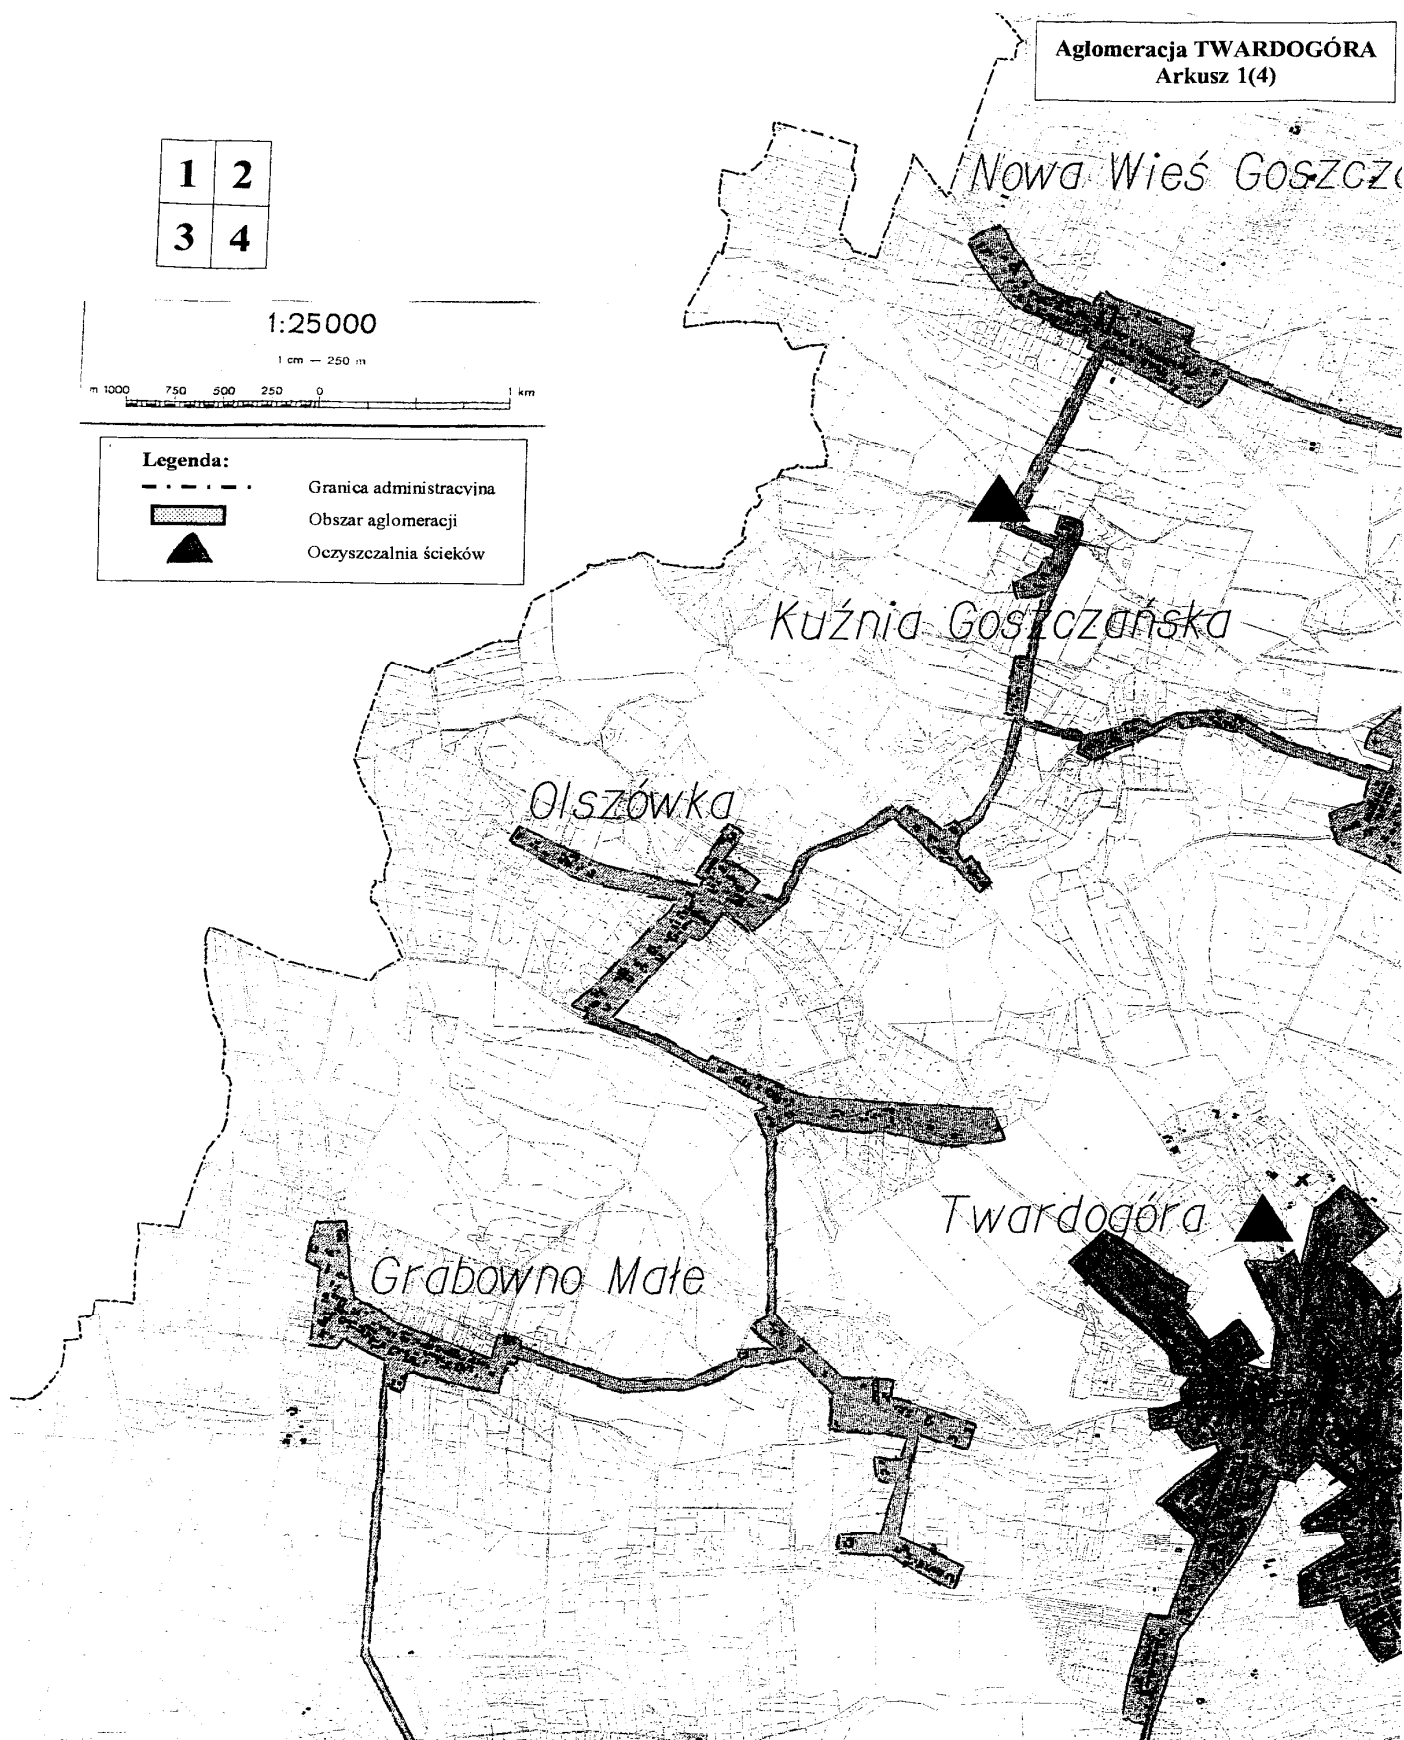 Aglomeracja TWARDOGÓRA
Arkusz 1(4)
1 2
3 4
Nowa Wieś
1:25000
1 cm — 250 m
m 1000 750 500 250 0 1 km
Legenda:
Granica administracyjna
Obszar aglomeracji
Oczyszczalnia ścieków
Kuźnia Goszczańska
Olszówka
Twardogóra
Grabowno Małe